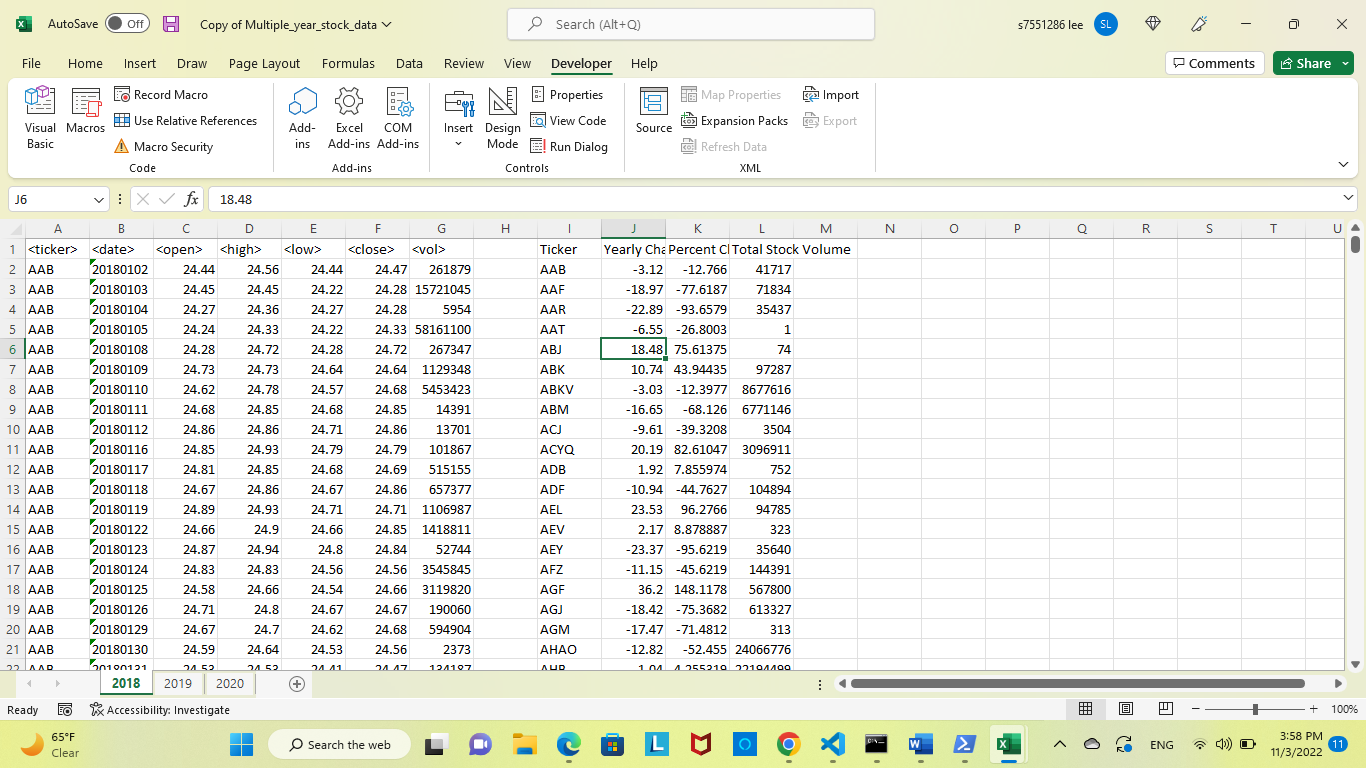 AutoSave Off Copy of Multiple_year_stock_data Search (Alt+Q) s7551286 lee SL
File Home Insert Draw Page Layout Formulas Data Review View Developer Help Comments Share
Visual Basic Macros Record Macro Use Relative References Macro Security Code
Add-ins Excel Add-ins COM Add-ins Add-ins
Insert Design Mode Properties View Code Run Dialog Controls
Source Map Properties Expansion Packs Refresh Data Import Export XML
J6 fx 18.48
A B C D E F G H I J K L M N O P Q R S T U
1 <ticker> <date> <open> <high> <low> <close> <vol> Ticker Yearly Cha Percent Cl Total Stock Volume
2 AAB 20180102 24.44 24.56 24.44 24.47 261879 AAB -3.12 -12.766 41717
3 AAB 20180103 24.45 24.45 24.22 24.28 15721045 AAF -18.97 -77.6187 71834
4 AAB 20180104 24.27 24.36 24.27 24.28 5954 AAR -22.89 -93.6579 35437
5 AAB 20180105 24.24 24.33 24.22 24.33 58161100 AAT -6.55 -26.8003 1
6 AAB 20180108 24.28 24.72 24.28 24.72 267347 ABJ 18.48 75.61375 74
7 AAB 20180109 24.73 24.73 24.64 24.64 1129348 ABK 10.74 43.94435 97287
8 AAB 20180110 24.62 24.78 24.57 24.68 5453423 ABKV -3.03 -12.3977 8677616
9 AAB 20180111 24.68 24.85 24.68 24.85 14391 ABM -16.65 -68.126 6771146
10 AAB 20180112 24.86 24.86 24.71 24.86 13701 ACJ -9.61 -39.3208 3504
11 AAB 20180116 24.85 24.93 24.79 24.79 101867 ACYQ 20.19 82.61047 3096911
12 AAB 20180117 24.81 24.85 24.68 24.69 515155 ADB 1.92 7.855974 752
13 AAB 20180118 24.67 24.86 24.67 24.86 657377 ADF -10.94 -44.7627 104894
14 AAB 20180119 24.89 24.93 24.71 24.71 1106987 AEL 23.53 96.2766 94785
15 AAB 20180122 24.66 24.9 24.66 24.85 1418811 AEV 2.17 8.878887 323
16 AAB 20180123 24.87 24.94 24.8 24.84 52744 AEY -23.37 -95.6219 35640
17 AAB 20180124 24.83 24.83 24.56 24.56 3545845 AFZ -11.15 -45.6219 144391
18 AAB 20180125 24.58 24.66 24.54 24.66 3119820 AGF 36.2 148.1178 567800
19 AAB 20180126 24.71 24.8 24.67 24.67 190060 AGJ -18.42 -75.3682 613327
20 AAB 20180129 24.67 24.7 24.62 24.68 594904 AGM -17.47 -71.4812 313
21 AAB 20180130 24.59 24.64 24.53 24.56 2373 AHAO -12.82 -52.455 24066776
22 AAB 20180131 24.53 24.53 24.41 24.47 134187 AHB 1.04 4.255319 22194499
2018 2019 2020
Ready Accessibility: Investigate 100%
65°F Clear Search the web ENG 3:58 PM 11/3/2022 11